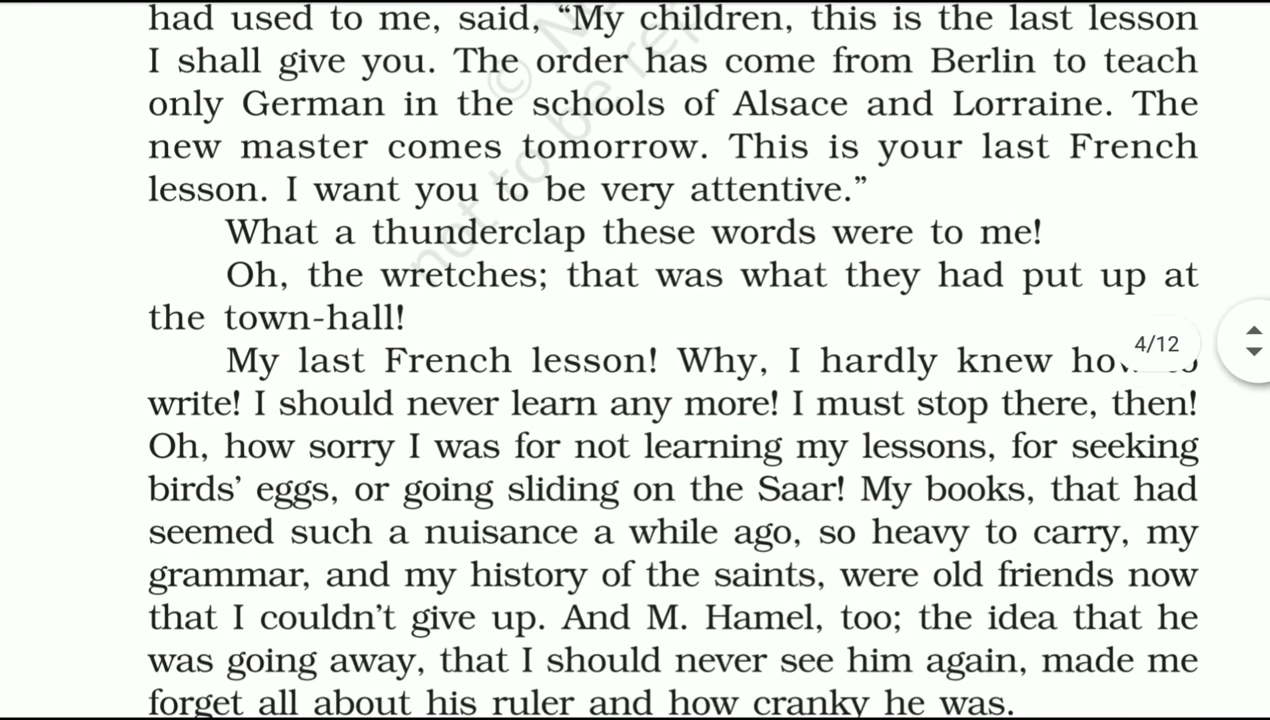 had used to me, said, “My children, this is the last lesson
I shall give you. The order has come from Berlin to teach
only German in the schools of Alsace and Lorraine. The
new master comes tomorrow. This is your last French
lesson. I want you to be very attentive.”
What a thunderclap these words were to me!
Oh, the wretches; that was what they had put up at
the town-hall!
My last French lesson! Why, I hardly knew
4/12
write! I should never learn any more! I must stop there, then!
Oh, how sorry I was for not learning my lessons, for seeking
birds’ eggs, or going sliding on the Saar! My books, that had
seemed such a nuisance a while ago, so heavy to carry, my
grammar, and my history of the saints, were old friends now
that I couldn’t give up. And M. Hamel, too; the idea that he
was going away, that I should never see him again, made me
forget all about his ruler and how cranky he was.
© N
not to be re